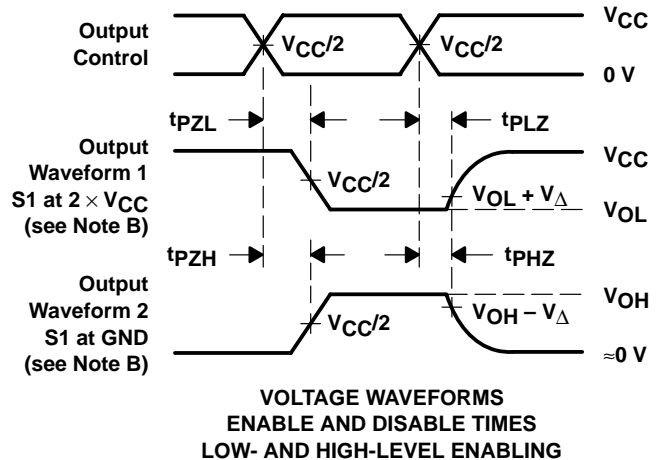 Output
Control
VCC/2
VCC/2
VCC
0 V
tPZL
tPLZ
Output
Waveform 1
S1 at 2 × VCC
(see Note B)
VCC/2
VCC
VOL + VΔ
VOL
tPZH
tPHZ
Output
Waveform 2
S1 at GND
(see Note B)
VCC/2
VOH
VOH − VΔ
≈0 V
VOLTAGE WAVEFORMS
ENABLE AND DISABLE TIMES
LOW- AND HIGH-LEVEL ENABLING